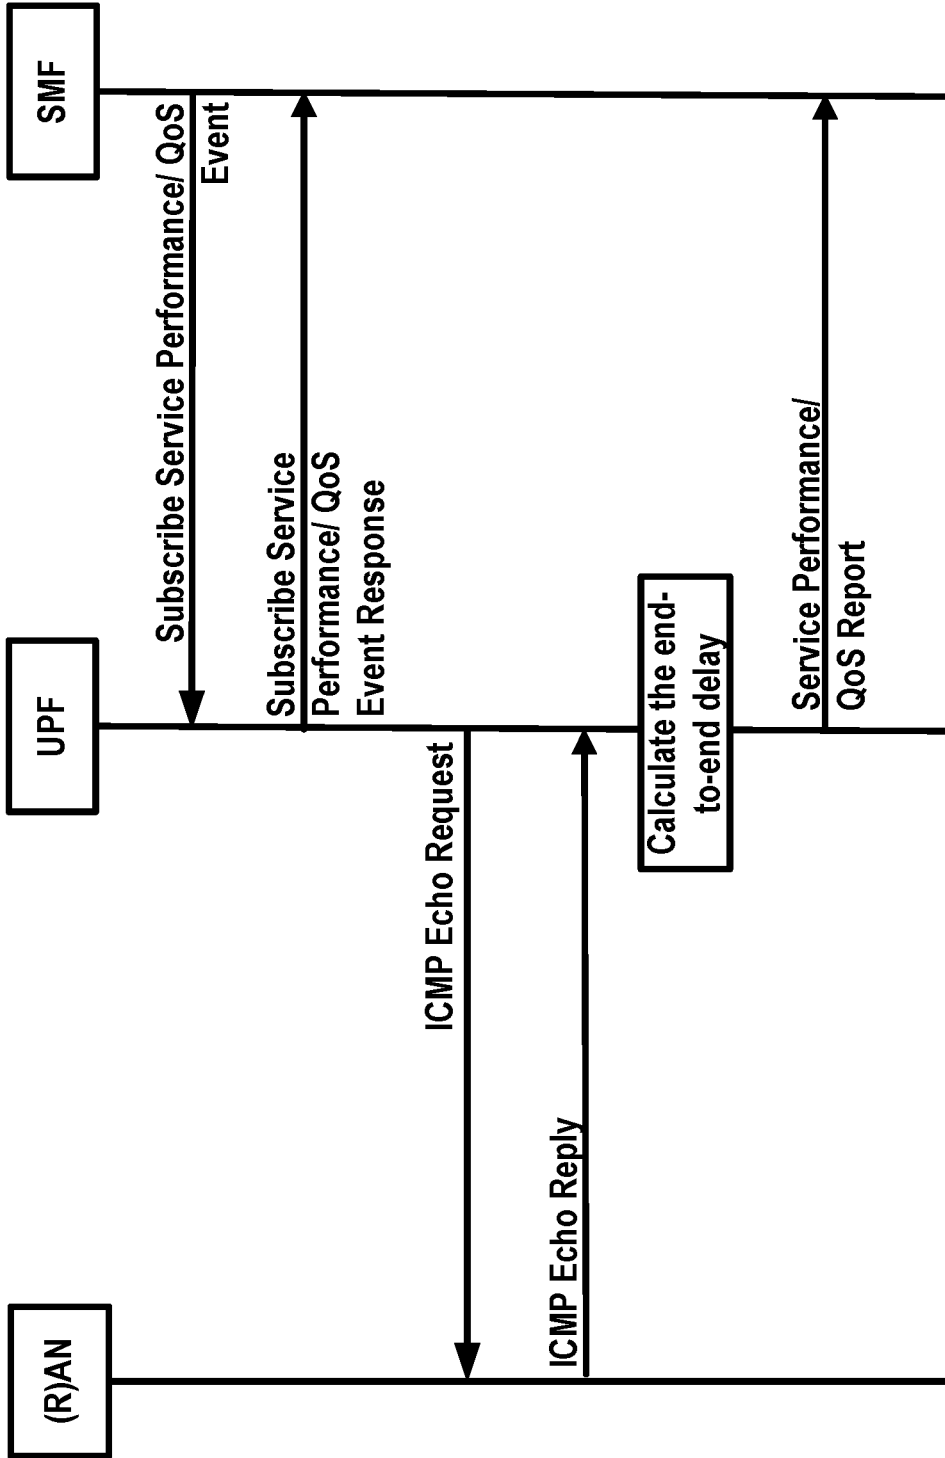 (R)AN
UPF
SMF
Subscribe Service Performance/ QoS
Event
Subscribe Service
Performance/ QoS
Event Response
ICMP Echo Request
ICMP Echo Reply
Calculate the end-
to-end delay
Service Performance/
QoS Report